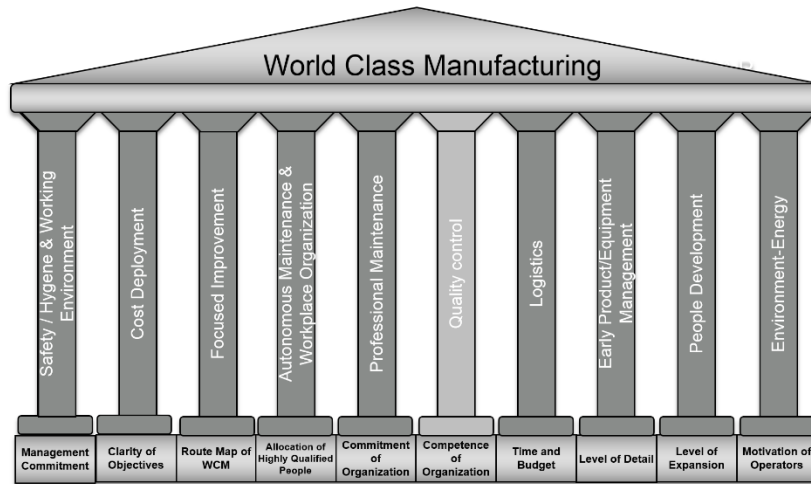 World Class Manufacturing
Safety / Hygiene & Working
Environment
Cost Deployment
Focused Improvement
Autonomous Maintenance &
Workplace Organization
Professional Maintenance
Quality control
Logistics
Early Product/Equipment
Management
People Development
Environment-Energy
Management
Commitment
Clarity of
Objectives
Route Map of
WCM
Allocation of
Highly Qualified
People
Commitment of
Organization
Competence of
Organization
Time and
Budget
Level of Detail
Level of
Expansion
Motivation of
Operators